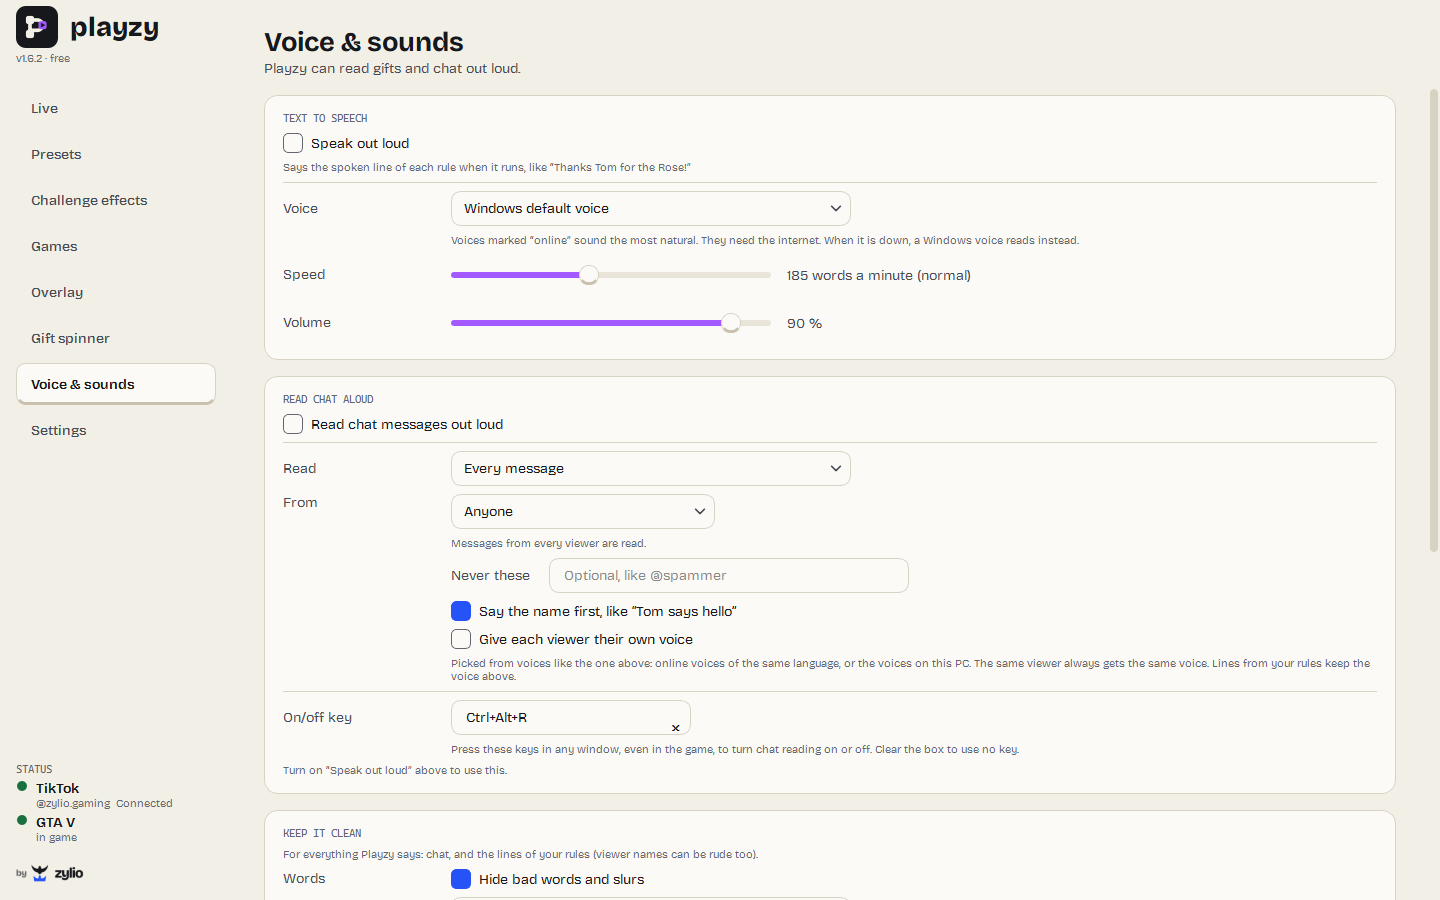 playzy
v1.6.2 · free
Live
Presets
Challenge effects
Games
Overlay
Gift spinner
Voice & sounds
Settings
STATUS
TikTok
@zylio.gaming Connected
GTA V
in game
by zylio
Voice & sounds
Playzy can read gifts and chat out loud.
TEXT TO SPEECH
Speak out loud
Says the spoken line of each rule when it runs, like “Thanks Tom for the Rose!”
Voice
Windows default voice
Voices marked “online” sound the most natural. They need the internet. When it is down, a Windows voice reads instead.
Speed
185 words a minute (normal)
Volume
90 %
READ CHAT ALOUD
Read chat messages out loud
Read
Every message
From
Anyone
Messages from every viewer are read.
Never these
Optional, like @spammer
Say the name first, like “Tom says hello”
Give each viewer their own voice
Picked from voices like the one above: online voices of the same language, or the voices on this PC. The same viewer always gets the same voice. Lines from your rules keep the
voice above.
On/off key
Ctrl+Alt+R
Press these keys in any window, even in the game, to turn chat reading on or off. Clear the box to use no key.
Turn on “Speak out loud” above to use this.
KEEP IT CLEAN
For everything Playzy says: chat, and the lines of your rules (viewer names can be rude too).
Words
Hide bad words and slurs